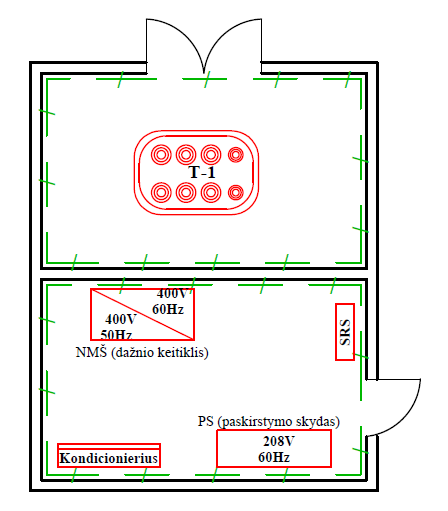 T-1
400V
60Hz
400V
50Hz
NMŠ (dažnio keitiklis)
SRS
PS (paskirstymo skydas)
208V
60Hz
Kondicionierius